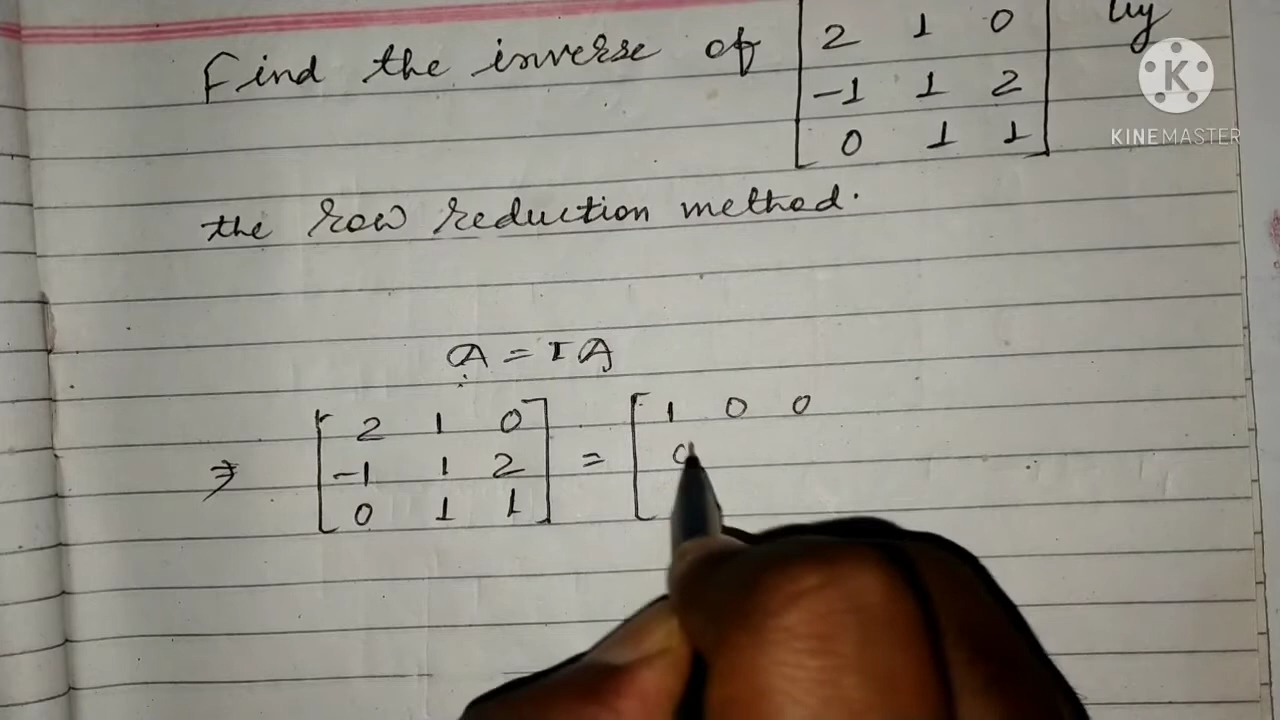 Find the inverse of [2 1 0 by
-1 1 2
0 1 1]
the row reduction method.
A = IA
⇒ [2 1 0] = [1 0 0
-1 1 2 0
0 1 1]
K
KINEMASTER